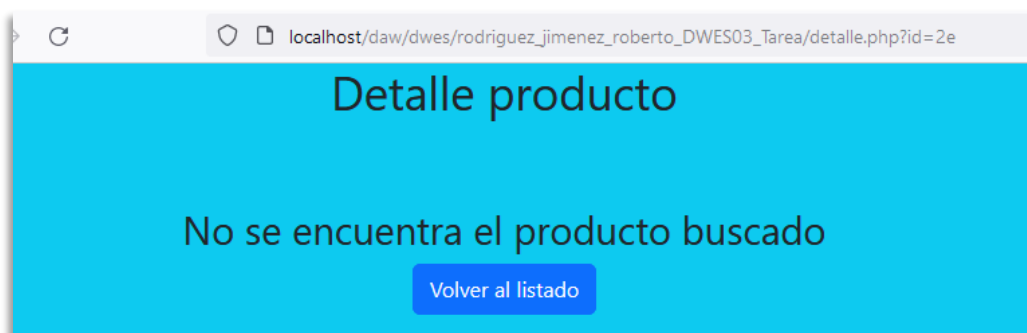 localhost/daw/dwes/rodriguez_jimenez_roberto_DWES03_Tarea/detalle.php?id=2e
Detalle producto
No se encuentra el producto buscado
Volver al listado